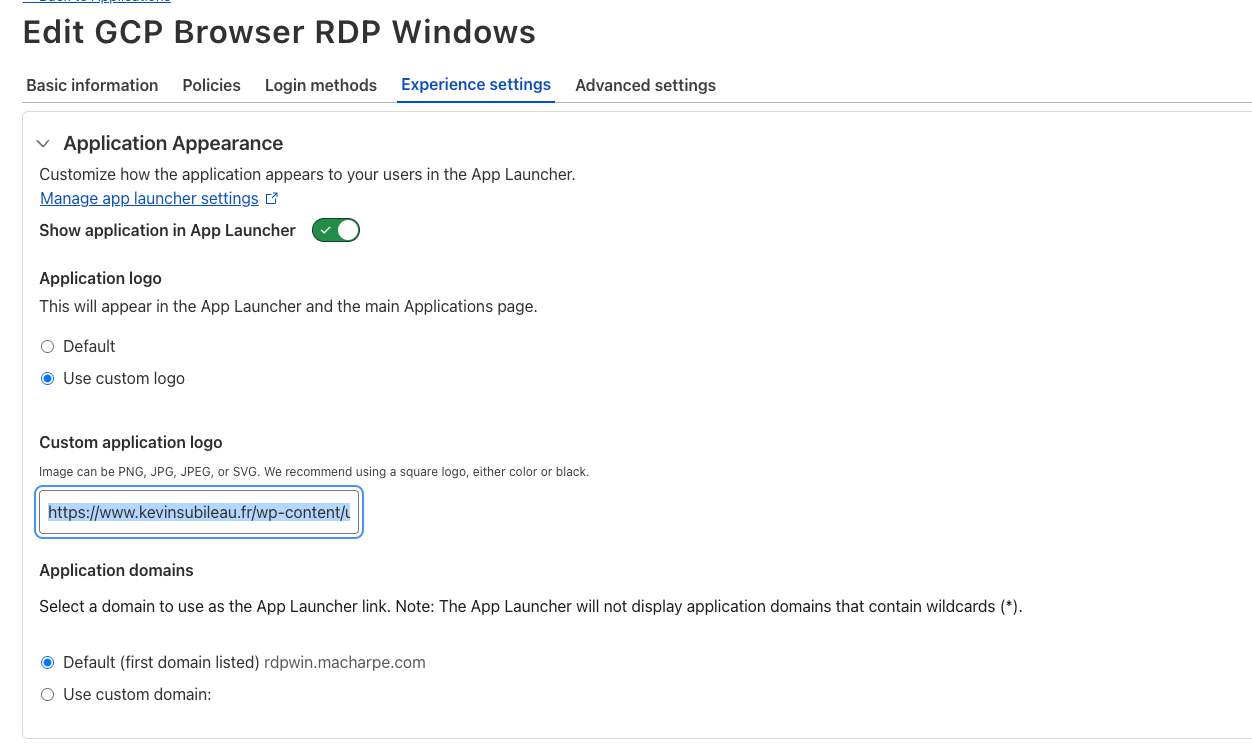 Back to Applications
Edit GCP Browser RDP Windows
Basic information Policies Login methods Experience settings Advanced settings
Application Appearance
Customize how the application appears to your users in the App Launcher.
Manage app launcher settings
Show application in App Launcher
Application logo
This will appear in the App Launcher and the main Applications page.
Default
Use custom logo
Custom application logo
Image can be PNG, JPG, JPEG, or SVG. We recommend using a square logo, either color or black.
https://www.kevinsubileau.fr/wp-content/u
Application domains
Select a domain to use as the App Launcher link. Note: The App Launcher will not display application domains that contain wildcards (*).
Default (first domain listed) rdpwin.macharpe.com
Use custom domain: